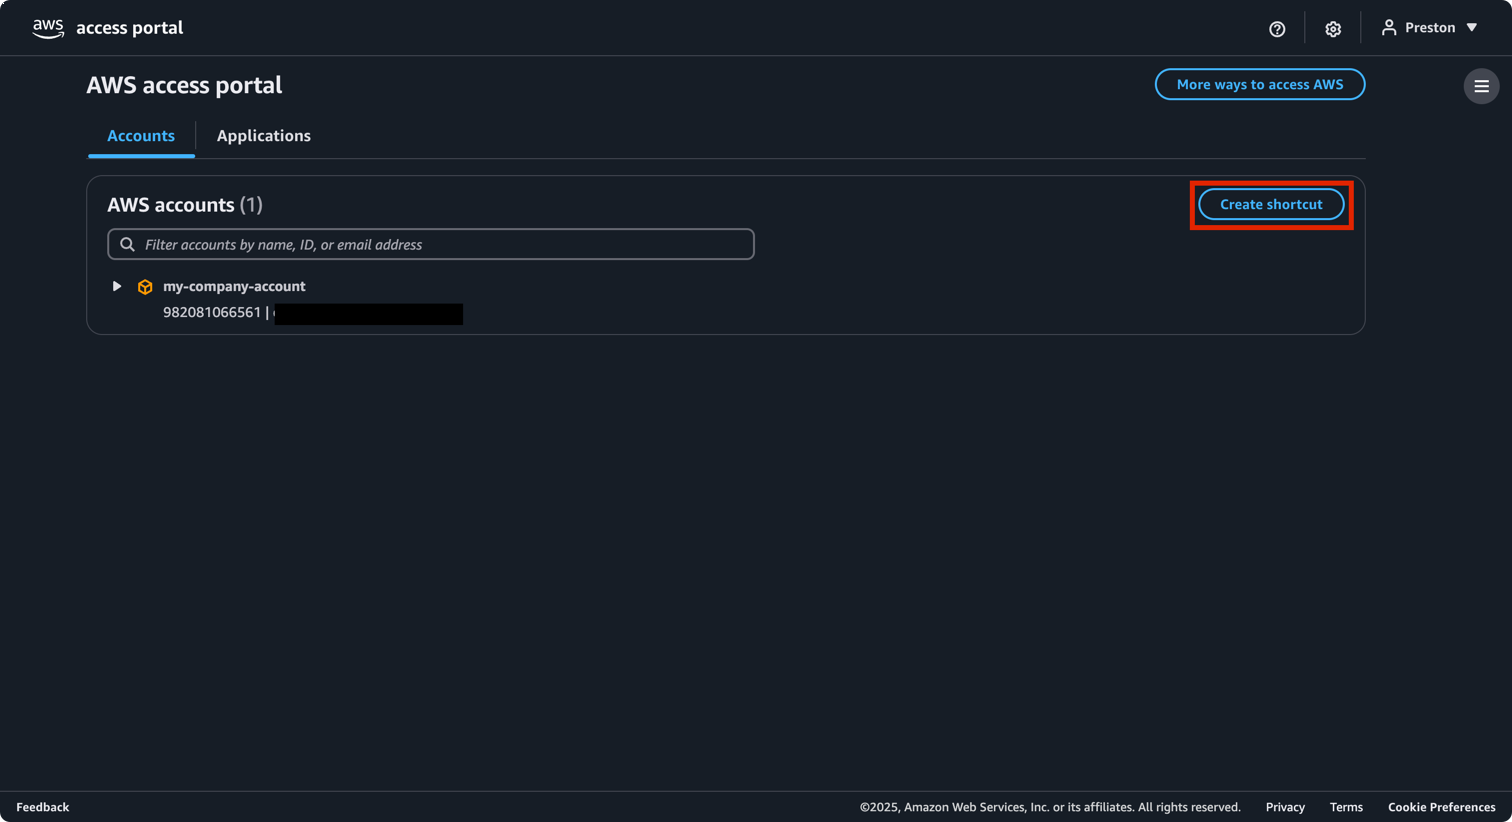 aws access portal
Preston
AWS access portal
More ways to access AWS
Accounts
Applications
AWS accounts (1)
Create shortcut
Filter accounts by name, ID, or email address
my-company-account
982081066561 |
Feedback
©2025, Amazon Web Services, Inc. or its affiliates. All rights reserved.
Privacy
Terms
Cookie Preferences